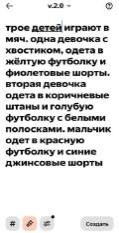 v.2.0
трое детей играют в
мяч. одна девочка с
хвостиком, одета в
жёлтую футболку и
фиолетовые шорты.
вторая девочка
одета в коричневые
штаны и голубую
футболку с белыми
полосками. мальчик
одет в красную
футболку и синие
джинсовые шорты
#
Создать